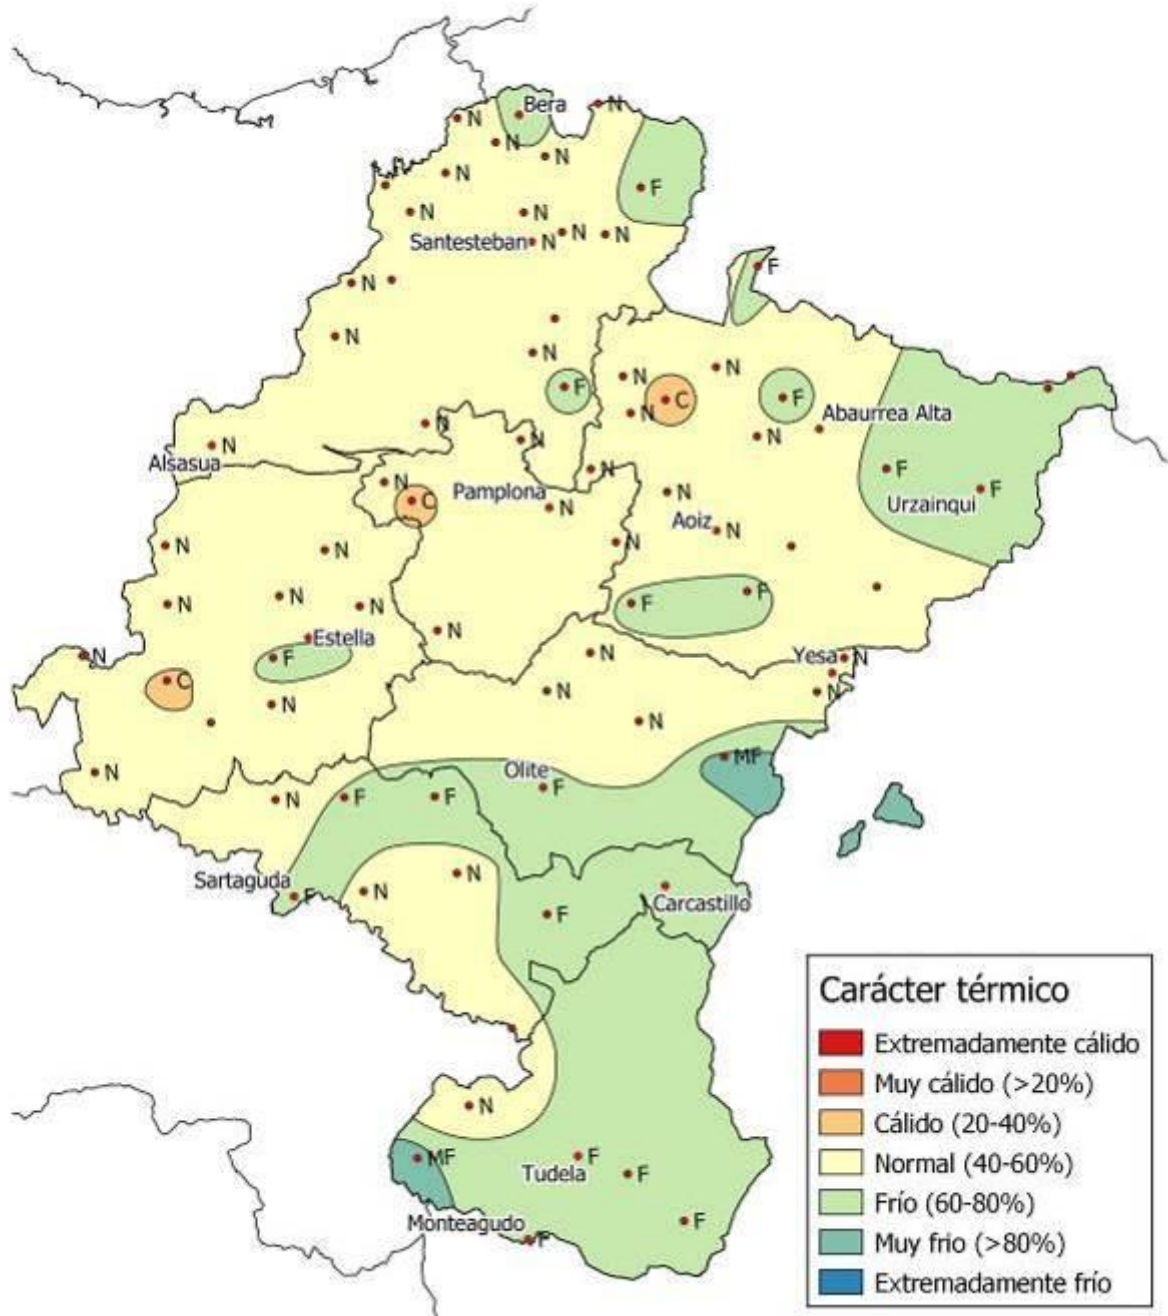 Bera
N
N
N
N
N
F
N
N
Santesteban
N
N
N
F
N
N
N
N
N
F
C
F
N
Abaurrea Alta
N
N
N
N
Alsasua
N
F
N
C
Pamplona
N
N
F
Urzainqui
Aoiz
N
N
N
N
N
N
N
F
F
N
N
Estella
F
N
N
Yesa
N
C
N
N
N
N
MF
N
Olite
F
N
F
F
Sartaguda
F
N
N
Carcastillo
F
N
MF
Tudela
F
F
Monteagudo
F
F
Carácter térmico
Extremadamente cálido
Muy cálido (>20%)
Cálido (20-40%)
Normal (40-60%)
Frío (60-80%)
Muy frio (>80%)
Extremadamente frío